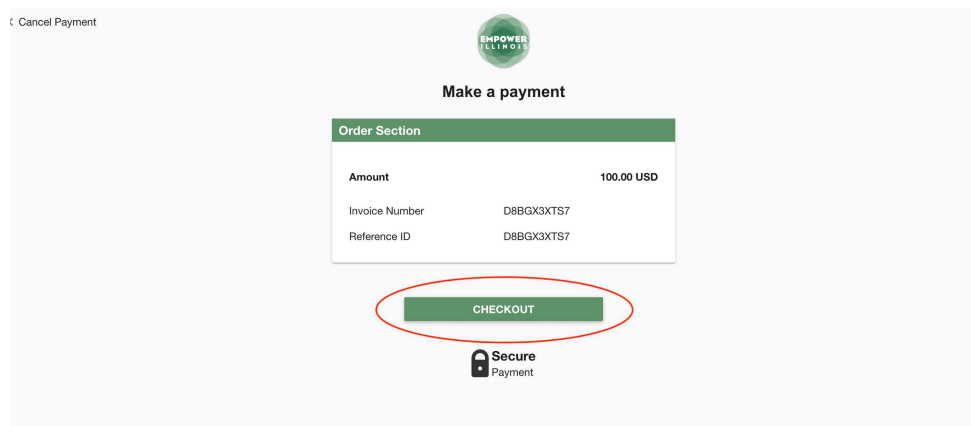 < Cancel Payment
EMPOWER
ILLINOIS
Make a payment
Order Section
Amount 100.00 USD
Invoice Number D8BGX3XTS7
Reference ID D8BGX3XTS7
CHECKOUT
Secure
Payment